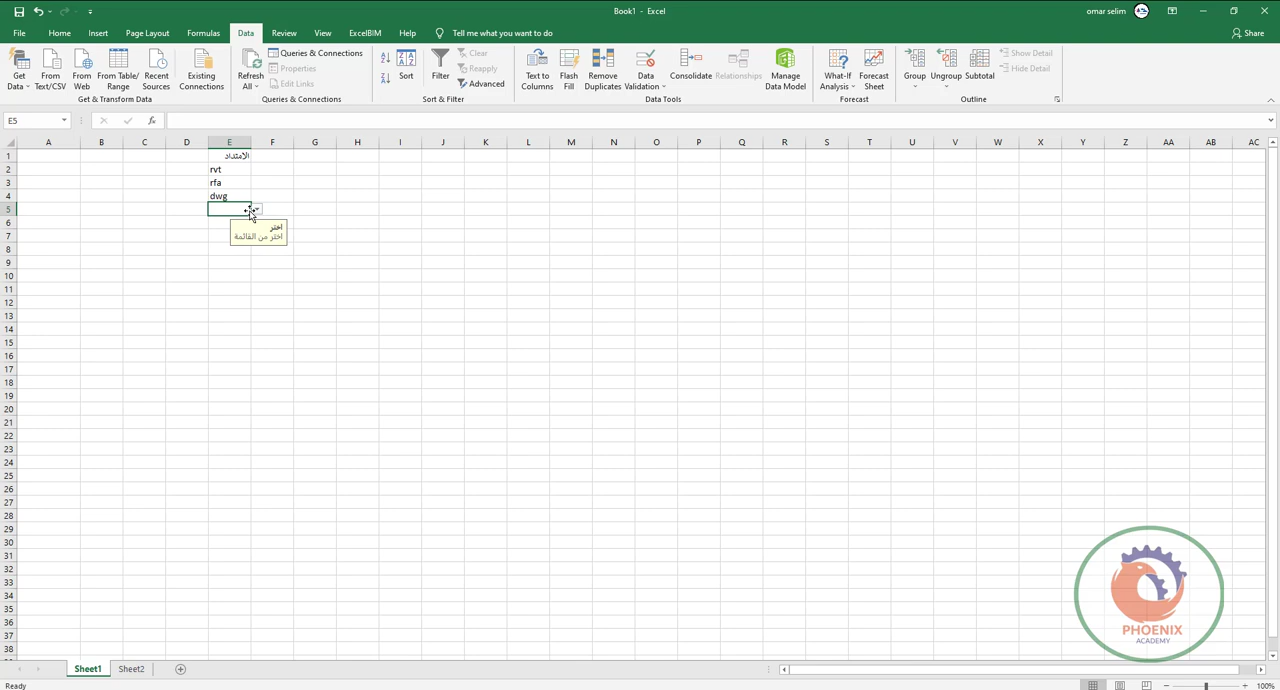 Book1 - Excel
omar selim
File Home Insert Page Layout Formulas Data Review View ExcelBIM Help Tell me what you want to do
Share
Get Data
From Text/CSV
From Web
From Table/ Range
Recent Sources
Existing Connections
Get & Transform Data
Refresh All
Queries & Connections
Properties
Edit Links
Queries & Connections
Sort
Filter
Clear
Reapply
Advanced
Sort & Filter
Text to Columns
Flash Fill
Remove Duplicates
Data Validation
Consolidate
Relationships
Manage Data Model
Data Tools
What-If Analysis
Forecast Sheet
Forecast
Group
Ungroup
Subtotal
Show Detail
Hide Detail
Outline
E5
fx
A B C D E F G H I J K L M N O P Q R S T U V W X Y Z AA AB AC
1 الامتداد
2 rvt
3 rfa
4 dwg
5
6
7
8
9
10
11
12
13
14
15
16
17
18
19
20
21
22
23
24
25
26
27
28
29
30
31
32
33
34
35
36
37
38
اختر
اختر من القائمة
PHOENIX
ACADEMY
Sheet1 Sheet2
Ready
100%